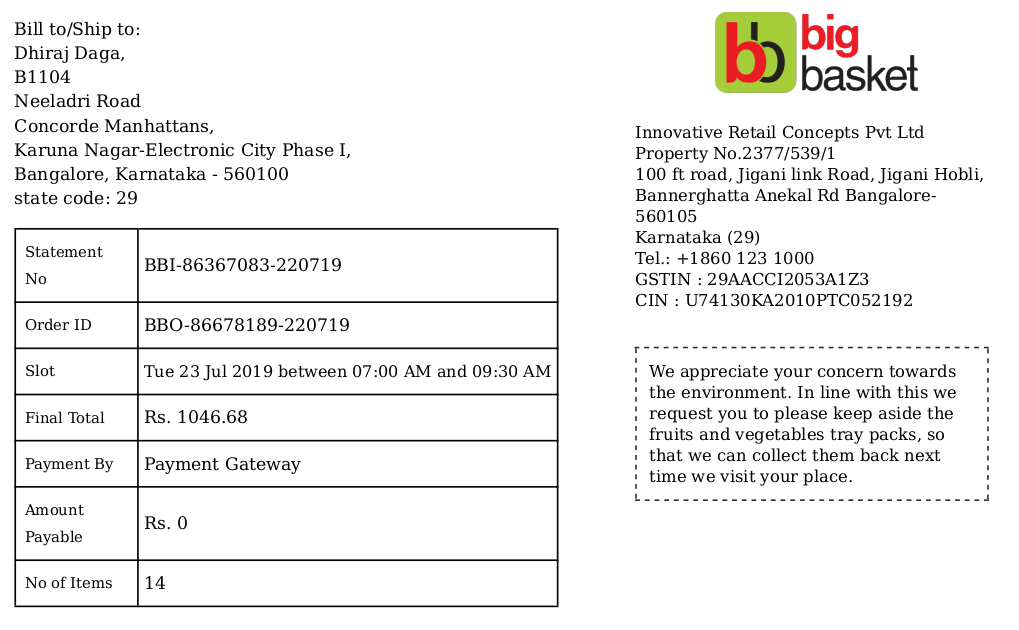 Bill to/Ship to:
Dhiraj Daga,
B1104
Neeladri Road
Concorde Manhattans,
Karuna Nagar-Electronic City Phase I,
Bangalore, Karnataka - 560100
state code: 29
Statement
No
BBI-86367083-220719
Order ID
BBO-86678189-220719
Slot
Tue 23 Jul 2019 between 07:00 AM and 09:30 AM
Final Total
Rs. 1046.68
Payment By
Payment Gateway
Amount
Payable
Rs. 0
No of Items
14
bb
big
basket
Innovative Retail Concepts Pvt Ltd
Property No.2377/539/1
100 ft road, Jigani link Road, Jigani Hobli,
Bannerghatta Anekal Rd Bangalore-
560105
Karnataka (29)
Tel.: +1860 123 1000
GSTIN : 29AACCI2053A1Z3
CIN : U74130KA2010PTC052192
We appreciate your concern towards
the environment. In line with this we
request you to please keep aside the
fruits and vegetables tray packs, so
that we can collect them back next
time we visit your place.